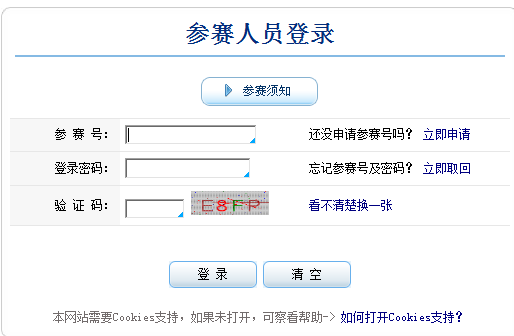 参赛人员登录
参赛须知
参 赛 号: 还没申请参赛号吗? 立即申请
登录密码: 忘记参赛号及密码? 立即取回
验 证 码: E8FP 看不清楚换一张
登 录 清 空
本网站需要Cookies支持，如果未打开，可察看帮助-> 如何打开Cookies支持?